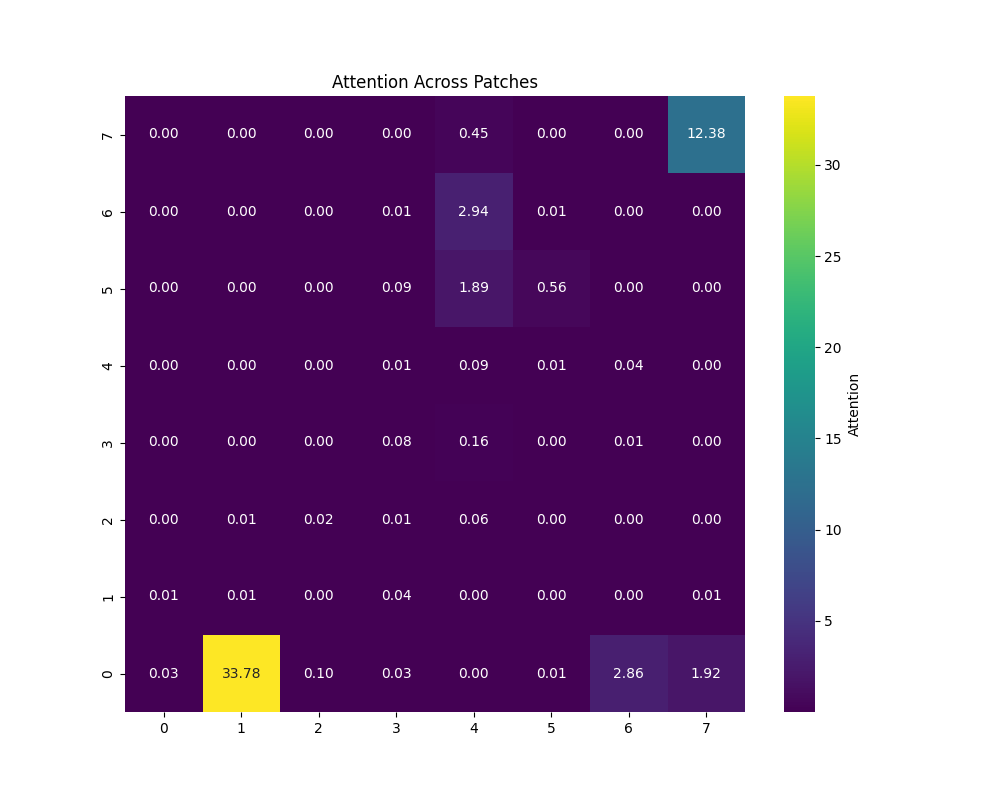 Attention Across Patches
7 0.00 0.00 0.00 0.00 0.45 0.00 0.00 12.38
6 0.00 0.00 0.00 0.01 2.94 0.01 0.00 0.00
5 0.00 0.00 0.00 0.09 1.89 0.56 0.00 0.00
4 0.00 0.00 0.00 0.01 0.09 0.01 0.04 0.00
3 0.00 0.00 0.00 0.08 0.16 0.00 0.01 0.00
2 0.00 0.01 0.02 0.01 0.06 0.00 0.00 0.00
1 0.01 0.01 0.00 0.04 0.00 0.00 0.00 0.01
0 0.03 33.78 0.10 0.03 0.00 0.01 2.86 1.92
0 1 2 3 4 5 6 7
30
25
20
15
10
5
Attention